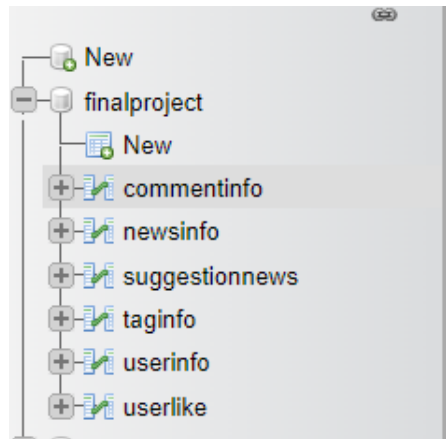 New
finalproject
New
commentinfo
newsinfo
suggestionnews
taginfo
userinfo
userlike